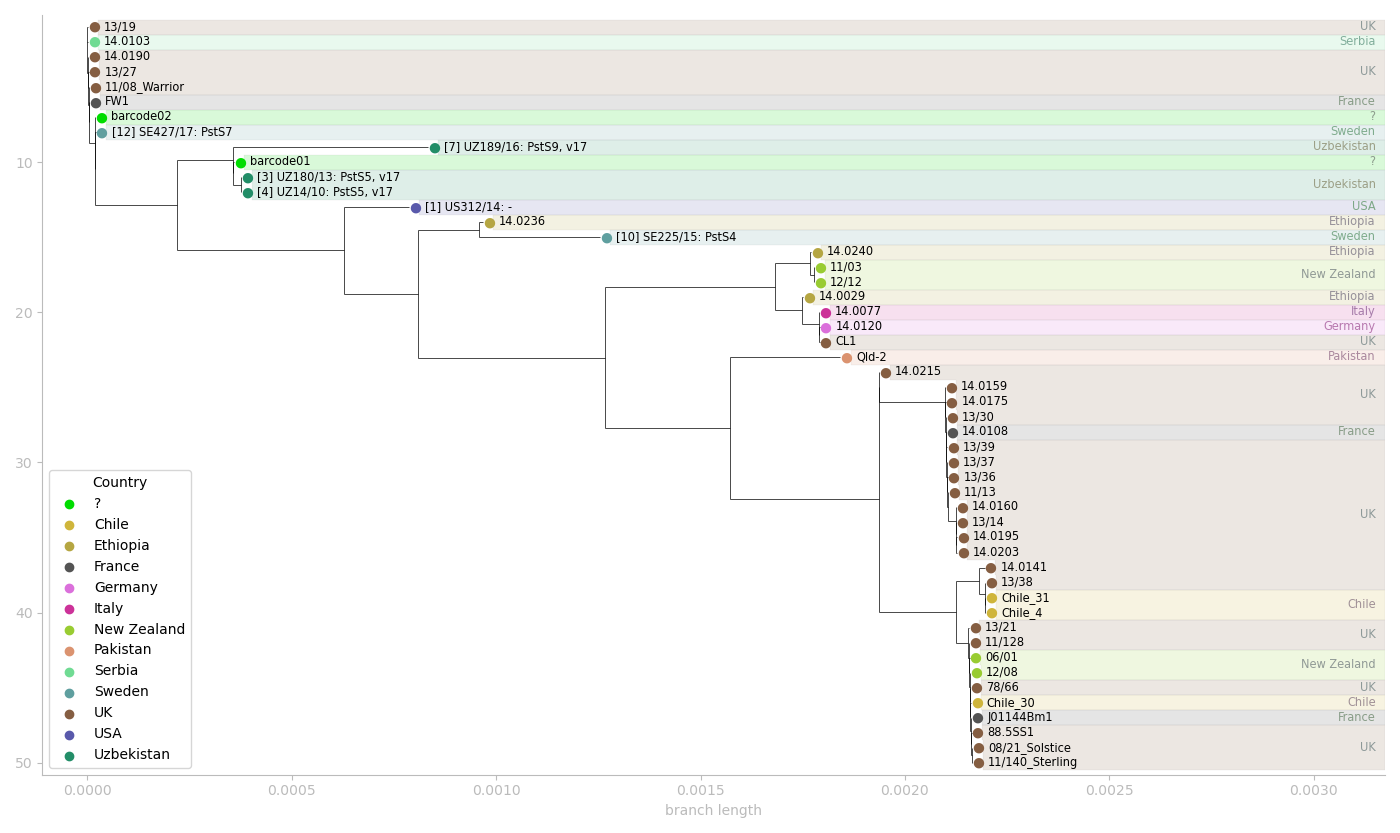 13/19 UK
14.0103 Serbia
14.0190
13/27 UK
11/08_Warrior
FW1 France
barcode02 ?
[12] SE427/17: PstS7 Sweden
[7] UZ189/16: PstS9, v17 Uzbekistan
10 barcode01 ?
[3] UZ180/13: PstS5, v17
Uzbekistan
[4] UZ14/10: PstS5, v17
[1] US312/14: - USA
14.0236 Ethiopia
[10] SE225/15: PstS4 Sweden
14.0240 Ethiopia
11/03
New Zealand
12/12
14.0029 Ethiopia
20 14.0077 Italy
14.0120 Germany
CL1 UK
Qld-2 Pakistan
14.0215
14.0159
UK
14.0175
13/30
14.0108 France
13/39
30 13/37
13/36
11/13
14.0160
UK
13/14
14.0195
14.0203
14.0141
13/38
Chile_31
Chile
40 Chile_4
13/21
UK
11/128
06/01
New Zealand
12/08
78/66 UK
Chile_30 Chile
J01144Bm1 France
88.5SS1
08/21_Solstice UK
50 11/140_Sterling
Country
?
Chile
Ethiopia
France
Germany
Italy
New Zealand
Pakistan
Serbia
Sweden
UK
USA
Uzbekistan
0.0000 0.0005 0.0010 0.0015 0.0020 0.0025 0.0030
branch length